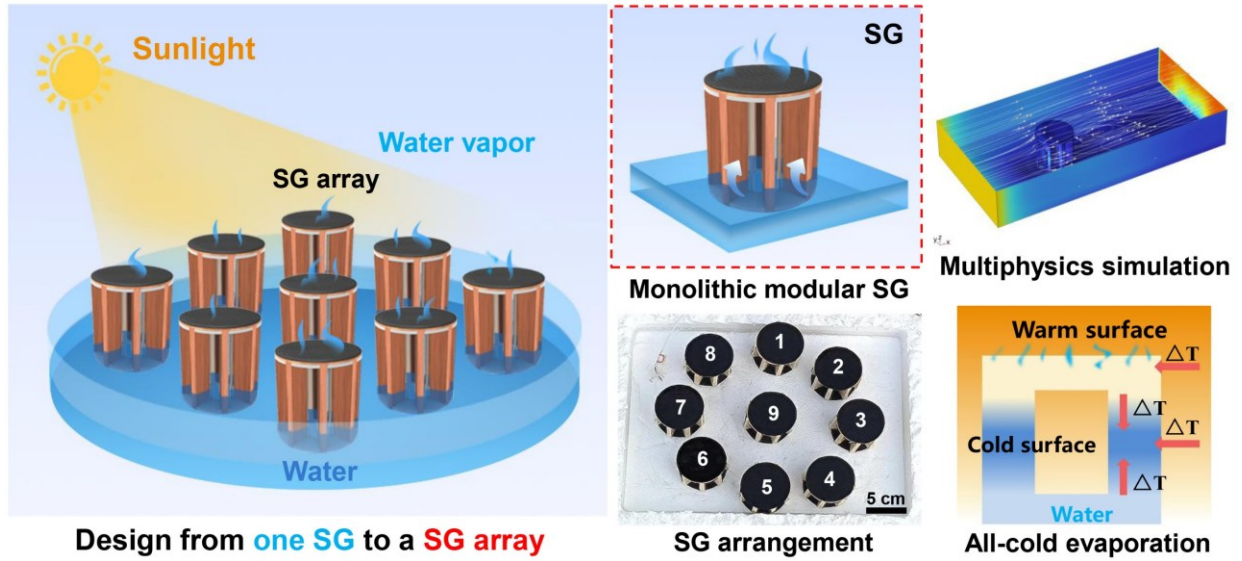 Sunlight
Water vapor
SG array
Water
Design from one SG to a SG array
SG
Monolithic modular SG
Multiphysics simulation
1
2
3
4
5
6
7
8
9
5 cm
SG arrangement
Warm surface
△T
△T
Cold surface
△T
△T
Water
All-cold evaporation